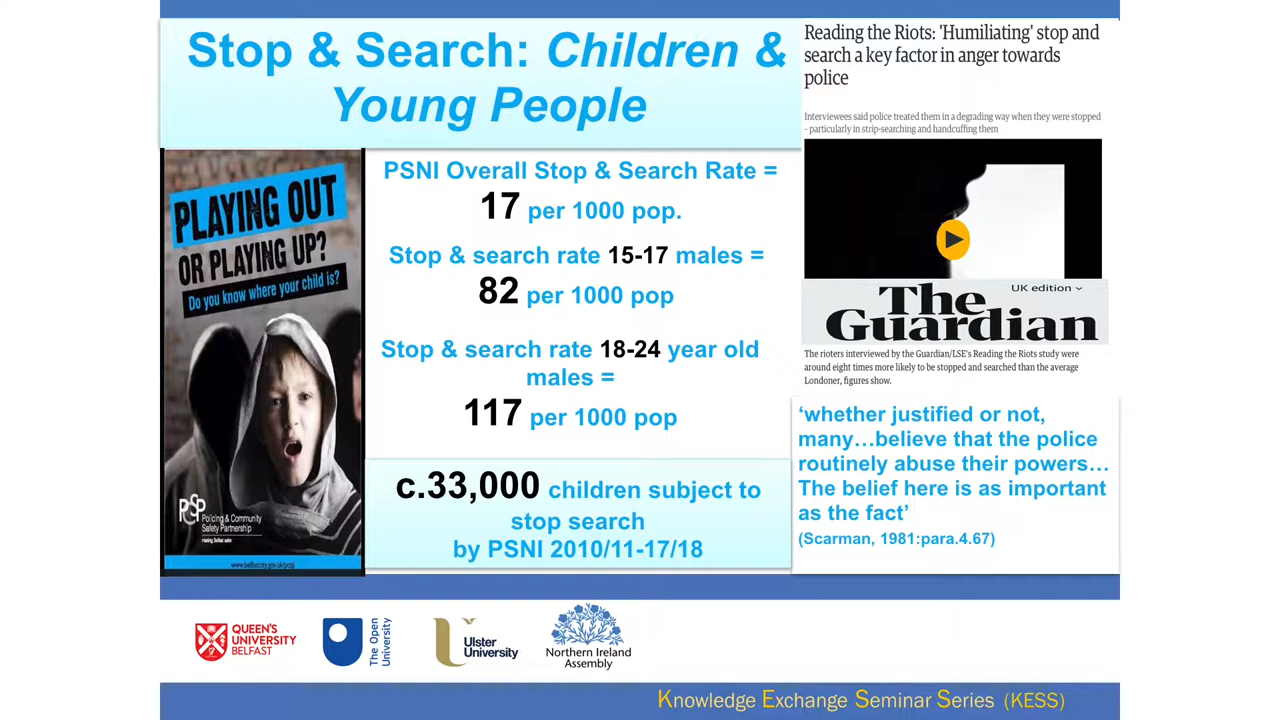 Stop & Search: Children &
Young People
PLAYING OUT
OR PLAYING UP?
Do you know where your child is?
PCSP
Policing & Community
Safety Partnership
making Belfast safer
www.belfastcity.gov.uk/pcsp
PSNI Overall Stop & Search Rate =
17 per 1000 pop.
Stop & search rate 15-17 males =
82 per 1000 pop
Stop & search rate 18-24 year old
males =
117 per 1000 pop
c.33,000 children subject to
stop search
by PSNI 2010/11-17/18
Reading the Riots: 'Humiliating' stop and
search a key factor in anger towards
police
Interviewees said police treated them in a degrading way when they were stopped
- particularly in strip-searching and handcuffing them
UK edition
The
Guardian
The rioters interviewed by the Guardian/LSE's Reading the Riots study were
around eight times more likely to be stopped and searched than the average
Londoner, figures show.
‘whether justified or not,
many…believe that the police
routinely abuse their powers…
The belief here is as important
as the fact’
(Scarman, 1981:para.4.67)
QUEEN'S
UNIVERSITY
BELFAST
The Open
University
Ulster
University
Northern Ireland
Assembly
Knowledge Exchange Seminar Series (KESS)